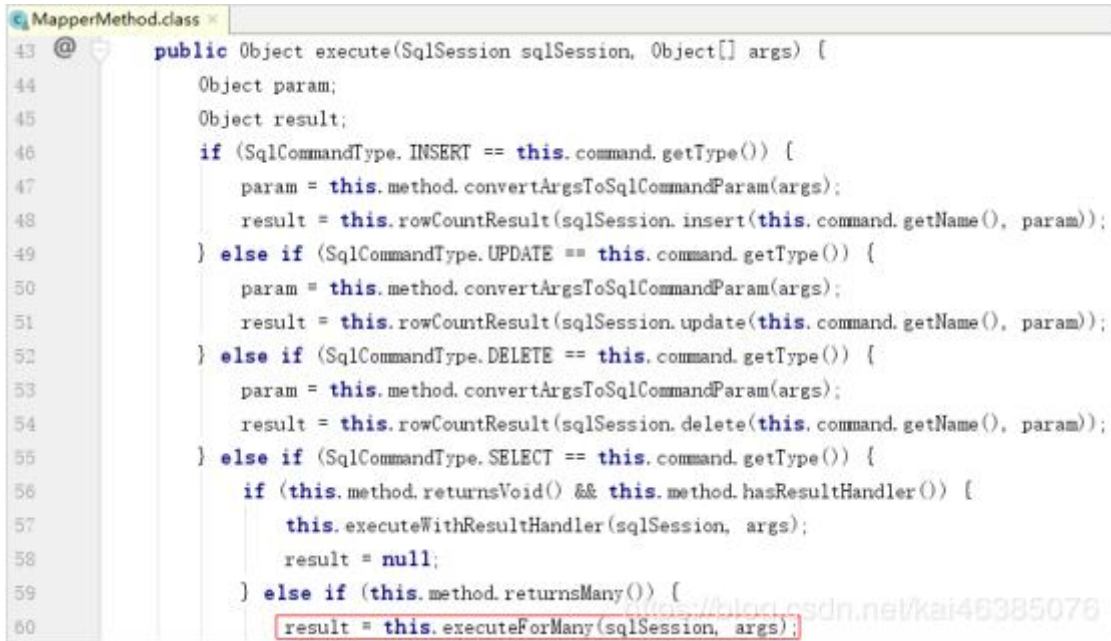 MapperMethod.class
43 @ public Object execute(SqlSession sqlSession, Object[] args) {
44 Object param;
45 Object result;
46 if (SqlCommandType.INSERT == this.command.getType()) {
47 param = this.method.convertArgsToSqlCommandParam(args);
48 result = this.rowCountResult(sqlSession.insert(this.command.getName(), param));
49 } else if (SqlCommandType.UPDATE == this.command.getType()) {
50 param = this.method.convertArgsToSqlCommandParam(args);
51 result = this.rowCountResult(sqlSession.update(this.command.getName(), param));
52 } else if (SqlCommandType.DELETE == this.command.getType()) {
53 param = this.method.convertArgsToSqlCommandParam(args);
54 result = this.rowCountResult(sqlSession.delete(this.command.getName(), param));
55 } else if (SqlCommandType.SELECT == this.command.getType()) {
56 if (this.method.returnsVoid() && this.method.hasResultHandler()) {
57 this.executeWithResultHandler(sqlSession, args);
58 result = null;
59 } else if (this.method.returnsMany()) {
https://blog.csdn.net/kai46385076
60 result = this.executeForMany(sqlSession, args);